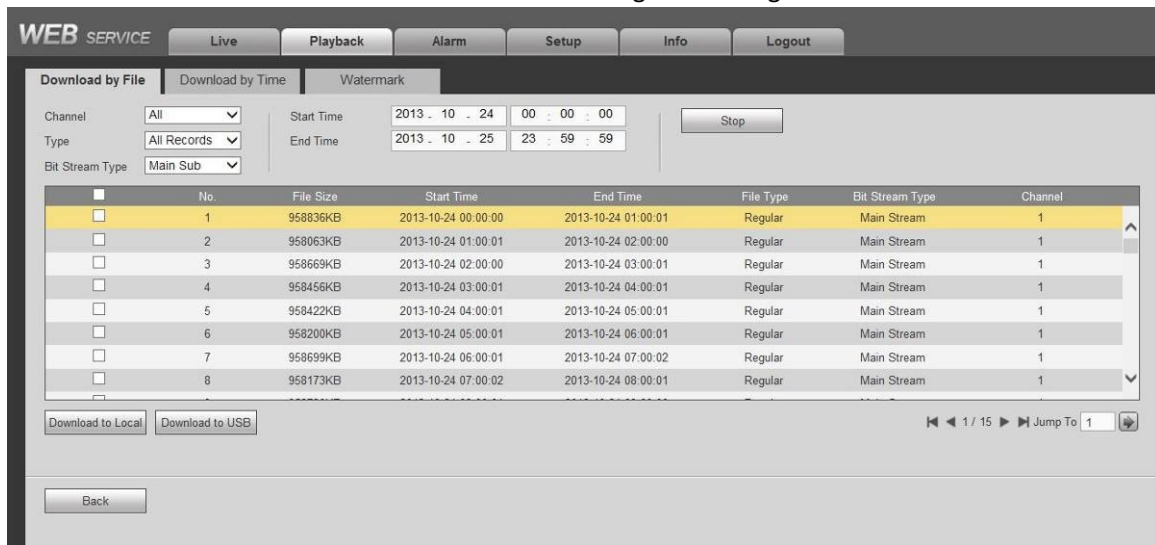 WEB SERVICE Live Playback Alarm Setup Info Logout
Download by File Download by Time Watermark
Channel All Start Time 2013 . 10 . 24 00 : 00 : 00 Stop
Type All Records End Time 2013 . 10 . 25 23 : 59 : 59
Bit Stream Type Main Sub
No. File Size Start Time End Time File Type Bit Stream Type Channel
1 958836KB 2013-10-24 00:00:00 2013-10-24 01:00:01 Regular Main Stream 1
2 958063KB 2013-10-24 01:00:01 2013-10-24 02:00:00 Regular Main Stream 1
3 958669KB 2013-10-24 02:00:00 2013-10-24 03:00:01 Regular Main Stream 1
4 958456KB 2013-10-24 03:00:01 2013-10-24 04:00:01 Regular Main Stream 1
5 958422KB 2013-10-24 04:00:01 2013-10-24 05:00:01 Regular Main Stream 1
6 958200KB 2013-10-24 05:00:01 2013-10-24 06:00:01 Regular Main Stream 1
7 958699KB 2013-10-24 06:00:01 2013-10-24 07:00:02 Regular Main Stream 1
8 958173KB 2013-10-24 07:00:02 2013-10-24 08:00:01 Regular Main Stream 1
Download to Local Download to USB 1 / 15 Jump To 1
Back